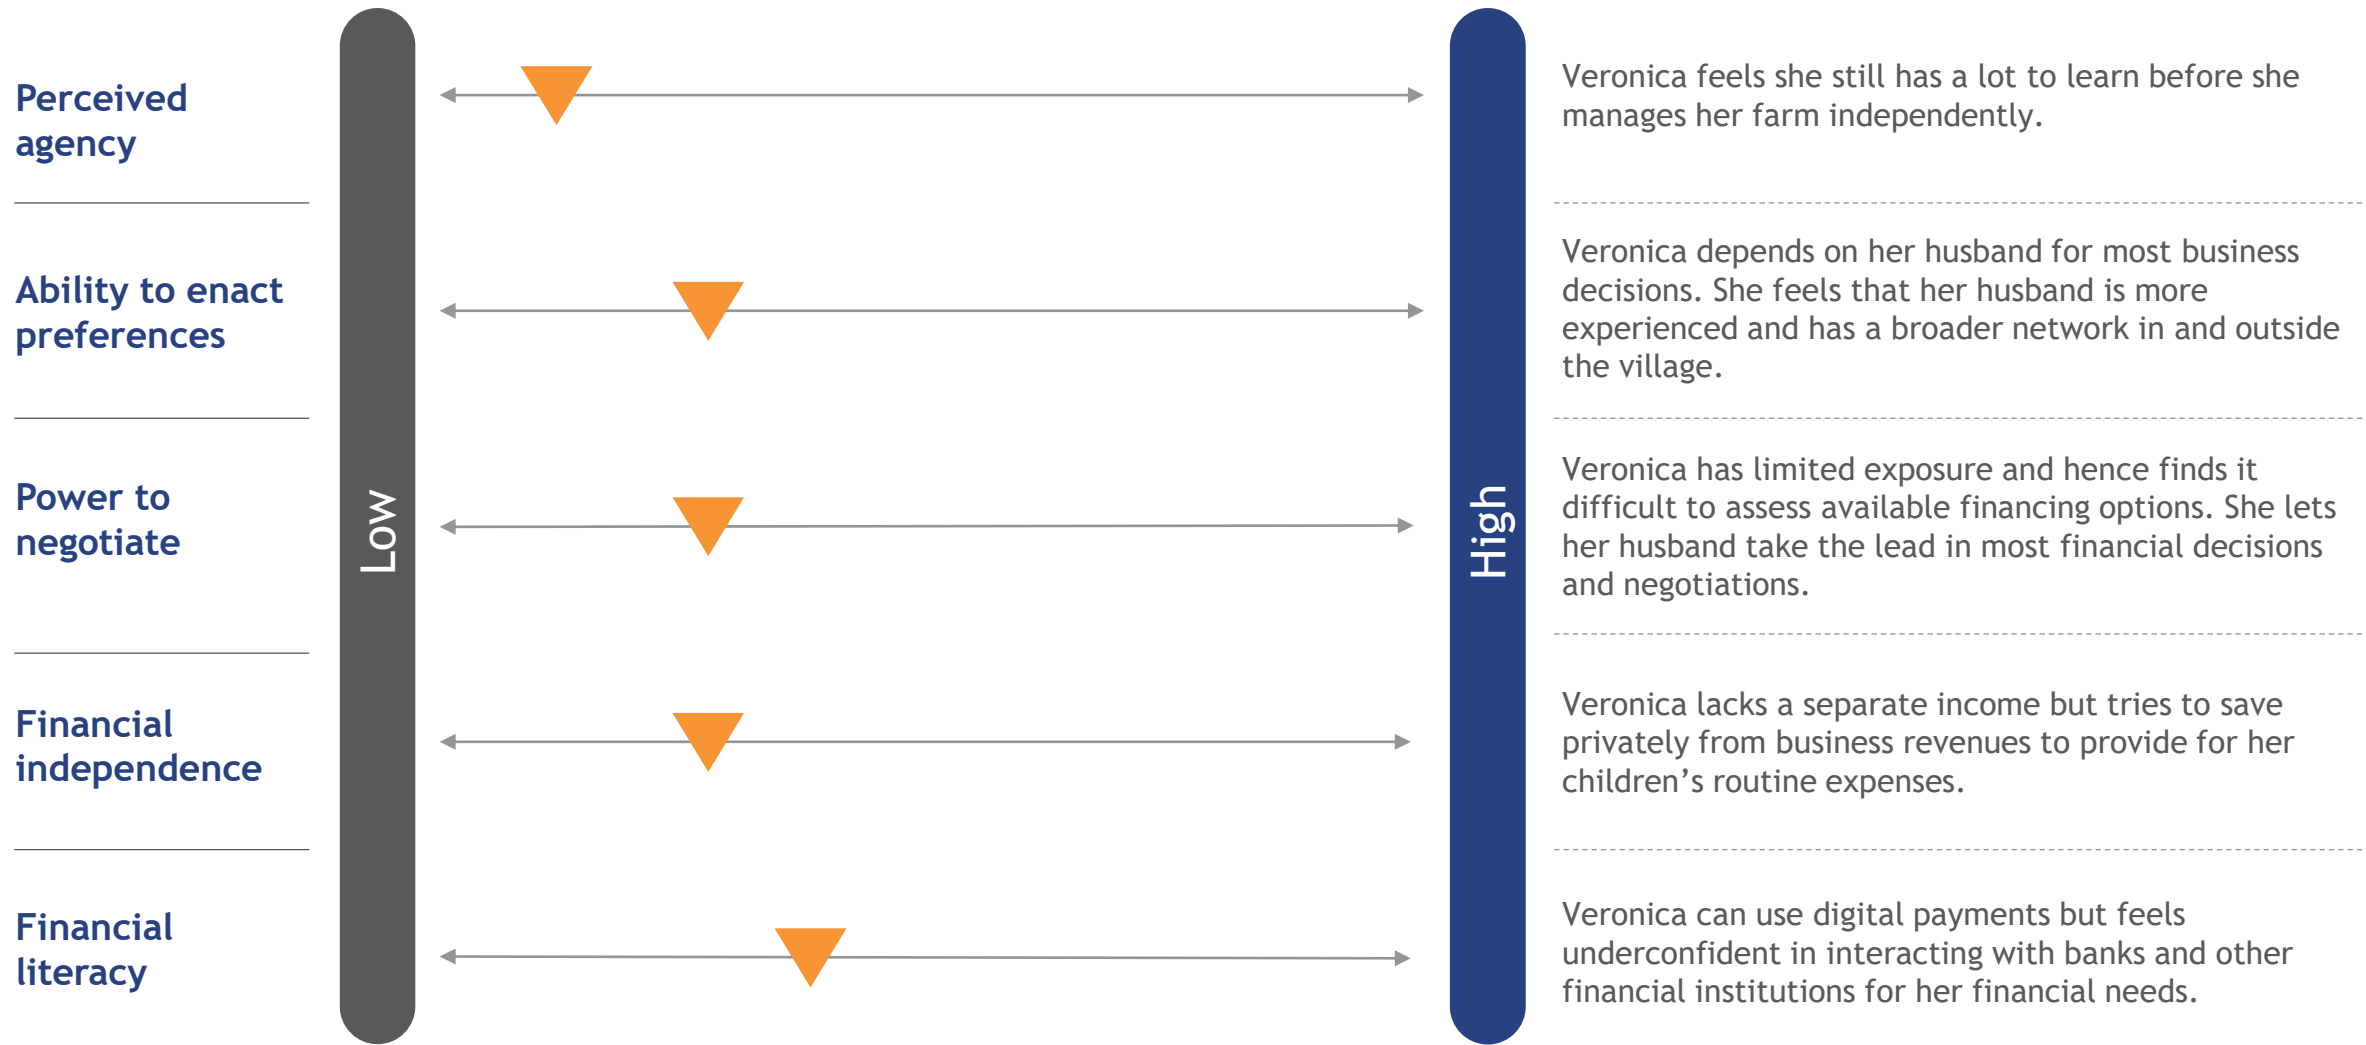 Perceived
agency
Veronica feels she still has a lot to learn before she
manages her farm independently.
Ability to enact
preferences
Veronica depends on her husband for most business
decisions. She feels that her husband is more
experienced and has a broader network in and outside
the village.
Power to
negotiate
Low
High
Veronica has limited exposure and hence finds it
difficult to assess available financing options. She lets
her husband take the lead in most financial decisions
and negotiations.
Financial
independence
Veronica lacks a separate income but tries to save
privately from business revenues to provide for her
children’s routine expenses.
Financial
literacy
Veronica can use digital payments but feels
underconfident in interacting with banks and other
financial institutions for her financial needs.